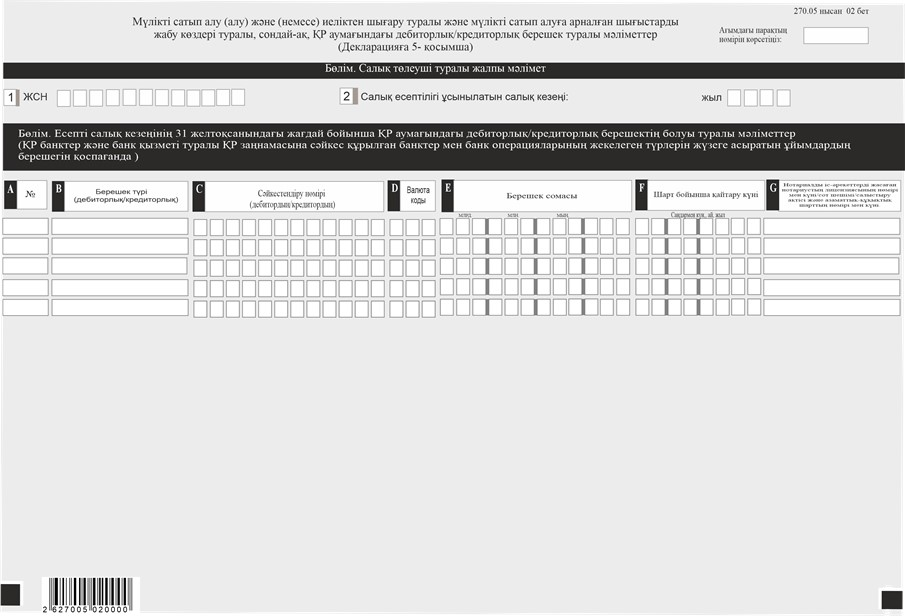 270.05 нысан 02 бет
Мүлікті сатып алу (алу) және (немесе) иеліктен шығару туралы және мүлікті сатып алуға арналған шығыстарды
жабу көздері туралы, сондай-ақ, ҚР аумағындағы дебиторлық/кредиторлық берешек туралы мәліметтер
(Декларацияға 5- қосымша)
Ағымдағы парақтың
нөмірін көрсетіңіз:
Бөлім. Салық төлеуші туралы жалпы мәлімет
1 ЖСН
2 Салық есептілігі ұсынылатын салық кезеңі:
жыл
Бөлім. Есепті салық кезеңінің 31 желтоқсанындағы жағдай бойынша ҚР аумағындағы дебиторлық/кредиторлық берешектің болуы туралы мәліметтер
(ҚР банктер және банк қызметі туралы ҚР заңнамасына сәйкес құрылған банктер мен банк операцияларының жекелеген түрлерін жүзеге асыратын ұйымдардың
берешегін қоспағанда )
A №
B Берешек түрі
(дебиторлық/кредиторлық)
C Сәйкестендіру нөмірі
(дебитордың/кредитордың)
D Валюта
коды
E Берешек сомасы
F Шарт бойынша қайтару күні
G Нотариалды іс-әрекеттерді жасаған
нотариустың лицензиясының нөмірі
мен күні/сот шешімі/салыстыру
актісі және азаматтық-құқықтық
шарттың нөмірі мен күні
млрд млн мың
Сандармен күн, ай, жыл
2 627005 020000